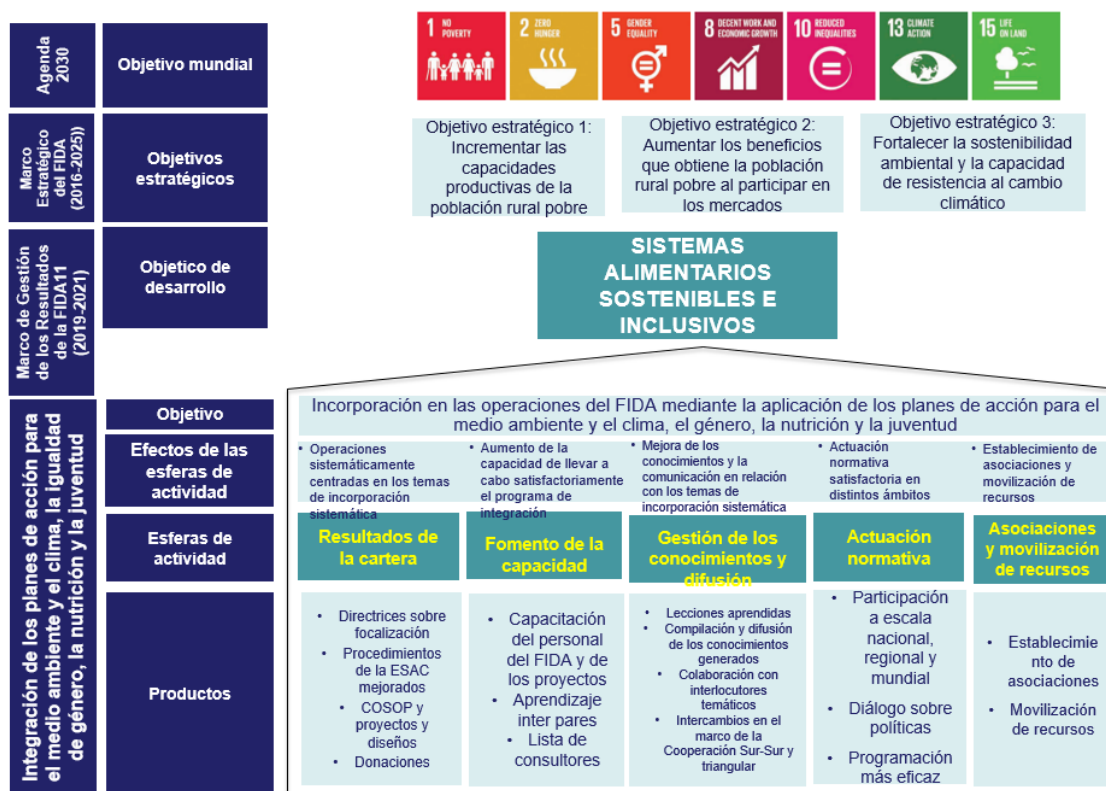 Agenda
2030
Objetivo mundial
1 NO
POVERTY
2 ZERO
HUNGER
5 GENDER
EQUALITY
8 DECENT WORK AND
ECONOMIC GROWTH
10 REDUCED
INEQUALITIES
13 CLIMATE
ACTION
15 LIFE
ON LAND
Marco
Estratégico
del FIDA
(2016-2025))
Objetivos
estratégicos
Objetivo estratégico 1:
Incrementar las
capacidades
productivas de la
población rural pobre
Objetivo estratégico 2:
Aumentar los beneficios
que obtiene la población
rural pobre al participar en
los mercados
Objetivo estratégico 3:
Fortalecer la sostenibilidad
ambiental y la capacidad
de resistencia al cambio
climático
Marco de Gestión
de los Resultados
de la FIDA11
(2019-2021)
Objetico de
desarrollo
SISTEMAS
ALIMENTARIOS
SOSTENIBLES E
INCLUSIVOS
Integración de los planes de acción para
el medio ambiente y el clima, la igualdad
de género, la nutrición y la juventud
Objetivo
Incorporación en las operaciones del FIDA mediante la aplicación de los planes de acción para el
medio ambiente y el clima, el género, la nutrición y la juventud
Efectos de las
esferas de
actividad
• Operaciones
sistemáticamente
centradas en los temas
de incorporación
sistemática
• Aumento de la
capacidad de llevar a
cabo satisfactoriamente
el programa de
integración
• Mejora de los
conocimientos y la
comunicación en relación
con los temas de
incorporación sistemática
• Actuación
normativa
satisfactoria en
distintos ámbitos
• Establecimiento de
asociaciones y
movilización de
recursos
Esferas de
actividad
Resultados de
la cartera
Fomento de la
capacidad
Gestión de los
conocimientos y
difusión
Actuación
normativa
Asociaciones
y movilización
de recursos
Productos
• Directrices sobre
focalización
• Procedimientos
de la ESAC
mejorados
• COSOP y
proyectos y
diseños
• Donaciones
• Capacitación
del personal
del FIDA y de
los proyectos
• Aprendizaje
inter pares
• Lista de
consultores
• Lecciones aprendidas
• Compilación y difusión
de los conocimientos
generados
• Colaboración con
interlocutores
temáticos
• Intercambios en el
marco de la
Cooperación Sur-Sur y
triangular
• Participación
a escala
nacional,
regional y
mundial
• Diálogo sobre
políticas
• Programación
más eficaz
• Establecimie
nto de
asociaciones
• Movilización
de recursos